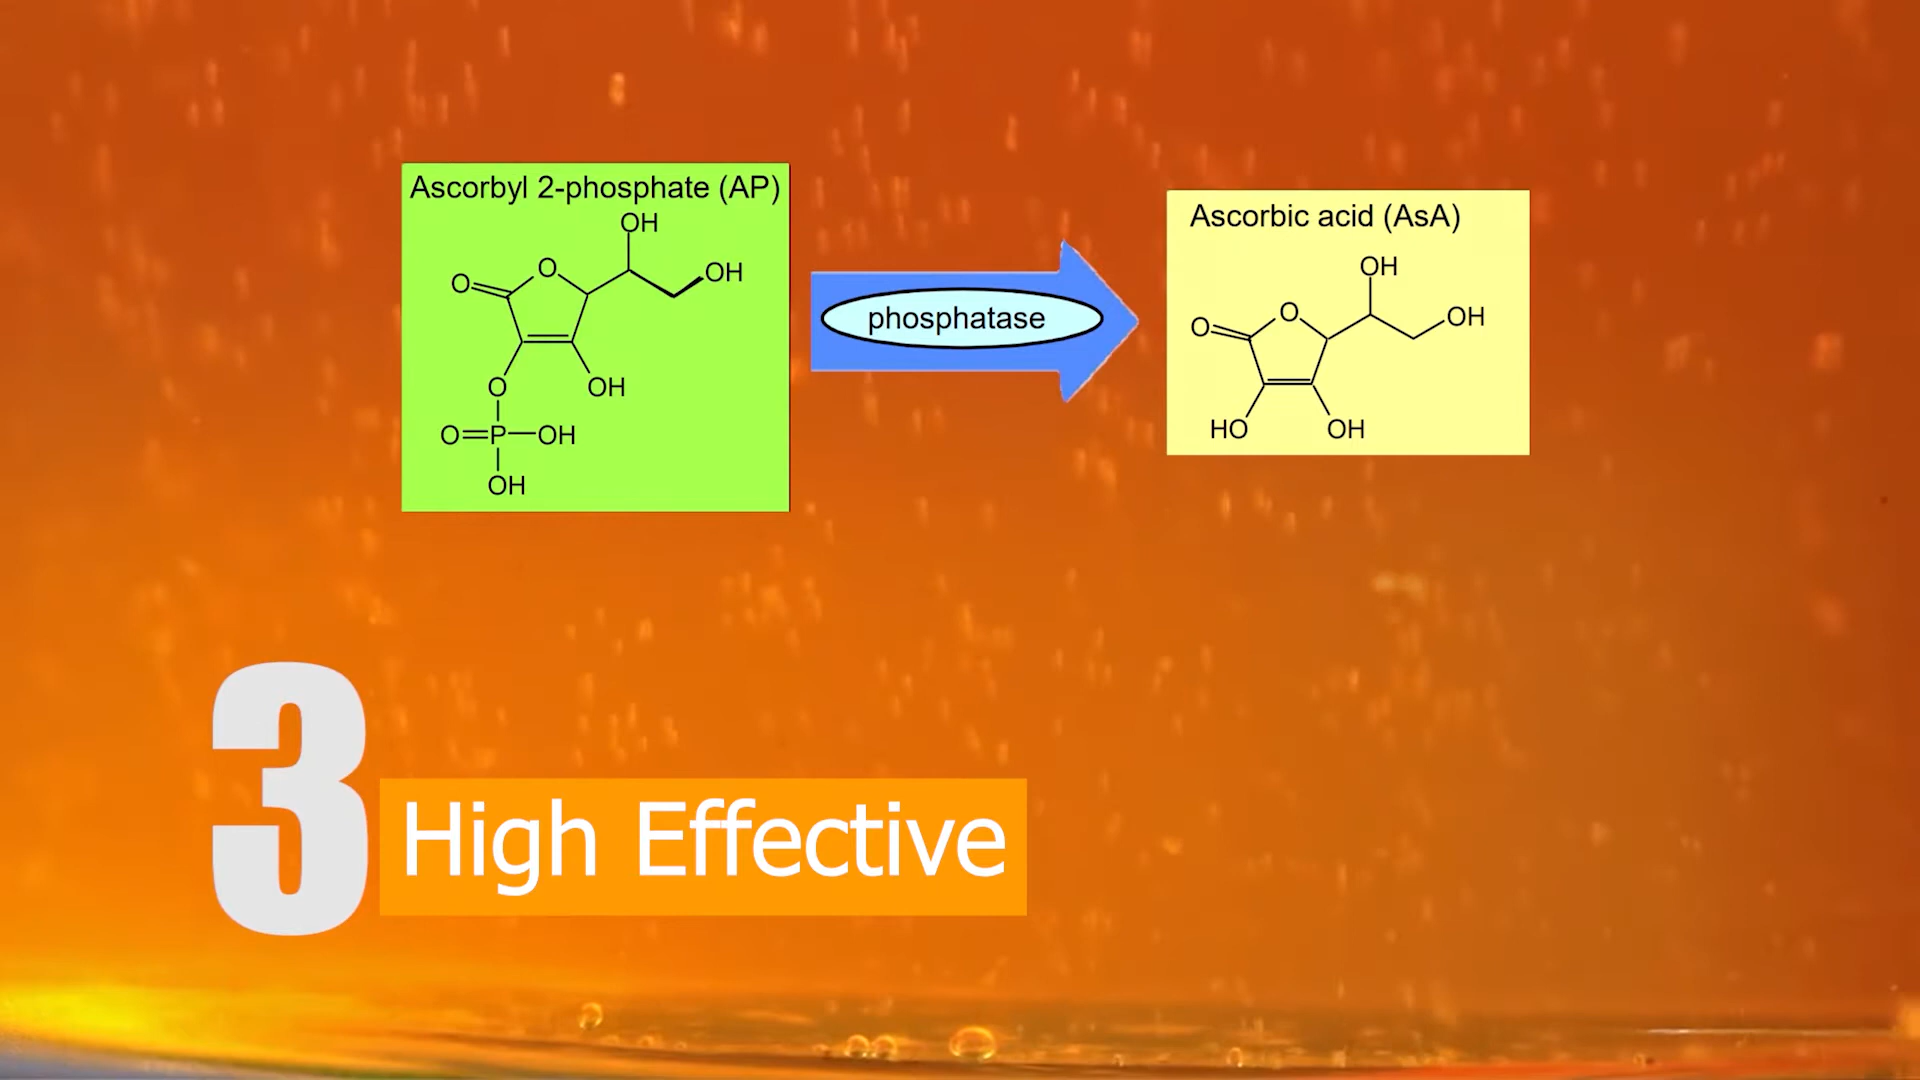 Ascorbyl 2-phosphate (AP)
OH
O
O
OH
O
OH
O=P—OH
OH
phosphatase
Ascorbic acid (AsA)
OH
O
O
OH
HO
OH
3
High Effective